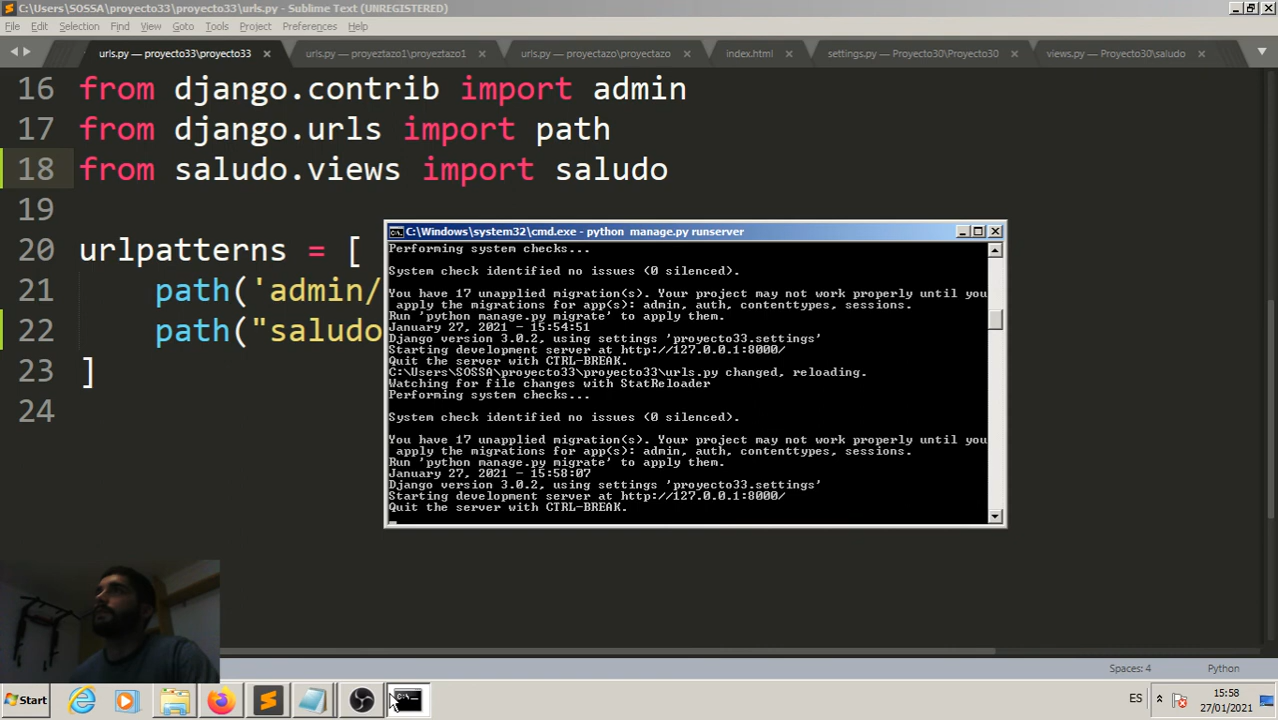 C:\Users\SOSSA\proyecto33\proyecto33\urls.py - Sublime Text (UNREGISTERED)
File Edit Selection Find View Goto Tools Project Preferences Help
urls.py — proyecto33\proyecto33 urls.py — proyeztazo1\proyeztazo1 urls.py — proyectazo\proyectazo index.html settings.py — Proyecto30\Proyecto30 views.py — Proyecto30\saludo
16 from django.contrib import admin
17 from django.urls import path
18 from saludo.views import saludo
19
20 urlpatterns = [
21 path('admin/
22 path("saludo
23 ]
24
C:\Windows\system32\cmd.exe - python manage.py runserver
Performing system checks...
System check identified no issues (0 silenced).
You have 17 unapplied migration(s). Your project may not work properly until you
apply the migrations for app(s): admin, auth, contenttypes, sessions.
Run 'python manage.py migrate' to apply them.
January 27, 2021 - 15:54:51
Django version 3.0.2, using settings 'proyecto33.settings'
Starting development server at http://127.0.0.1:8000/
Quit the server with CTRL-BREAK.
C:\Users\SOSSA\proyecto33\proyecto33\urls.py changed, reloading.
Watching for file changes with StatReloader
Performing system checks...
System check identified no issues (0 silenced).
You have 17 unapplied migration(s). Your project may not work properly until you
apply the migrations for app(s): admin, auth, contenttypes, sessions.
Run 'python manage.py migrate' to apply them.
January 27, 2021 - 15:58:07
Django version 3.0.2, using settings 'proyecto33.settings'
Starting development server at http://127.0.0.1:8000/
Quit the server with CTRL-BREAK.
Spaces: 4 Python
Start
ES
15:58
27/01/2021